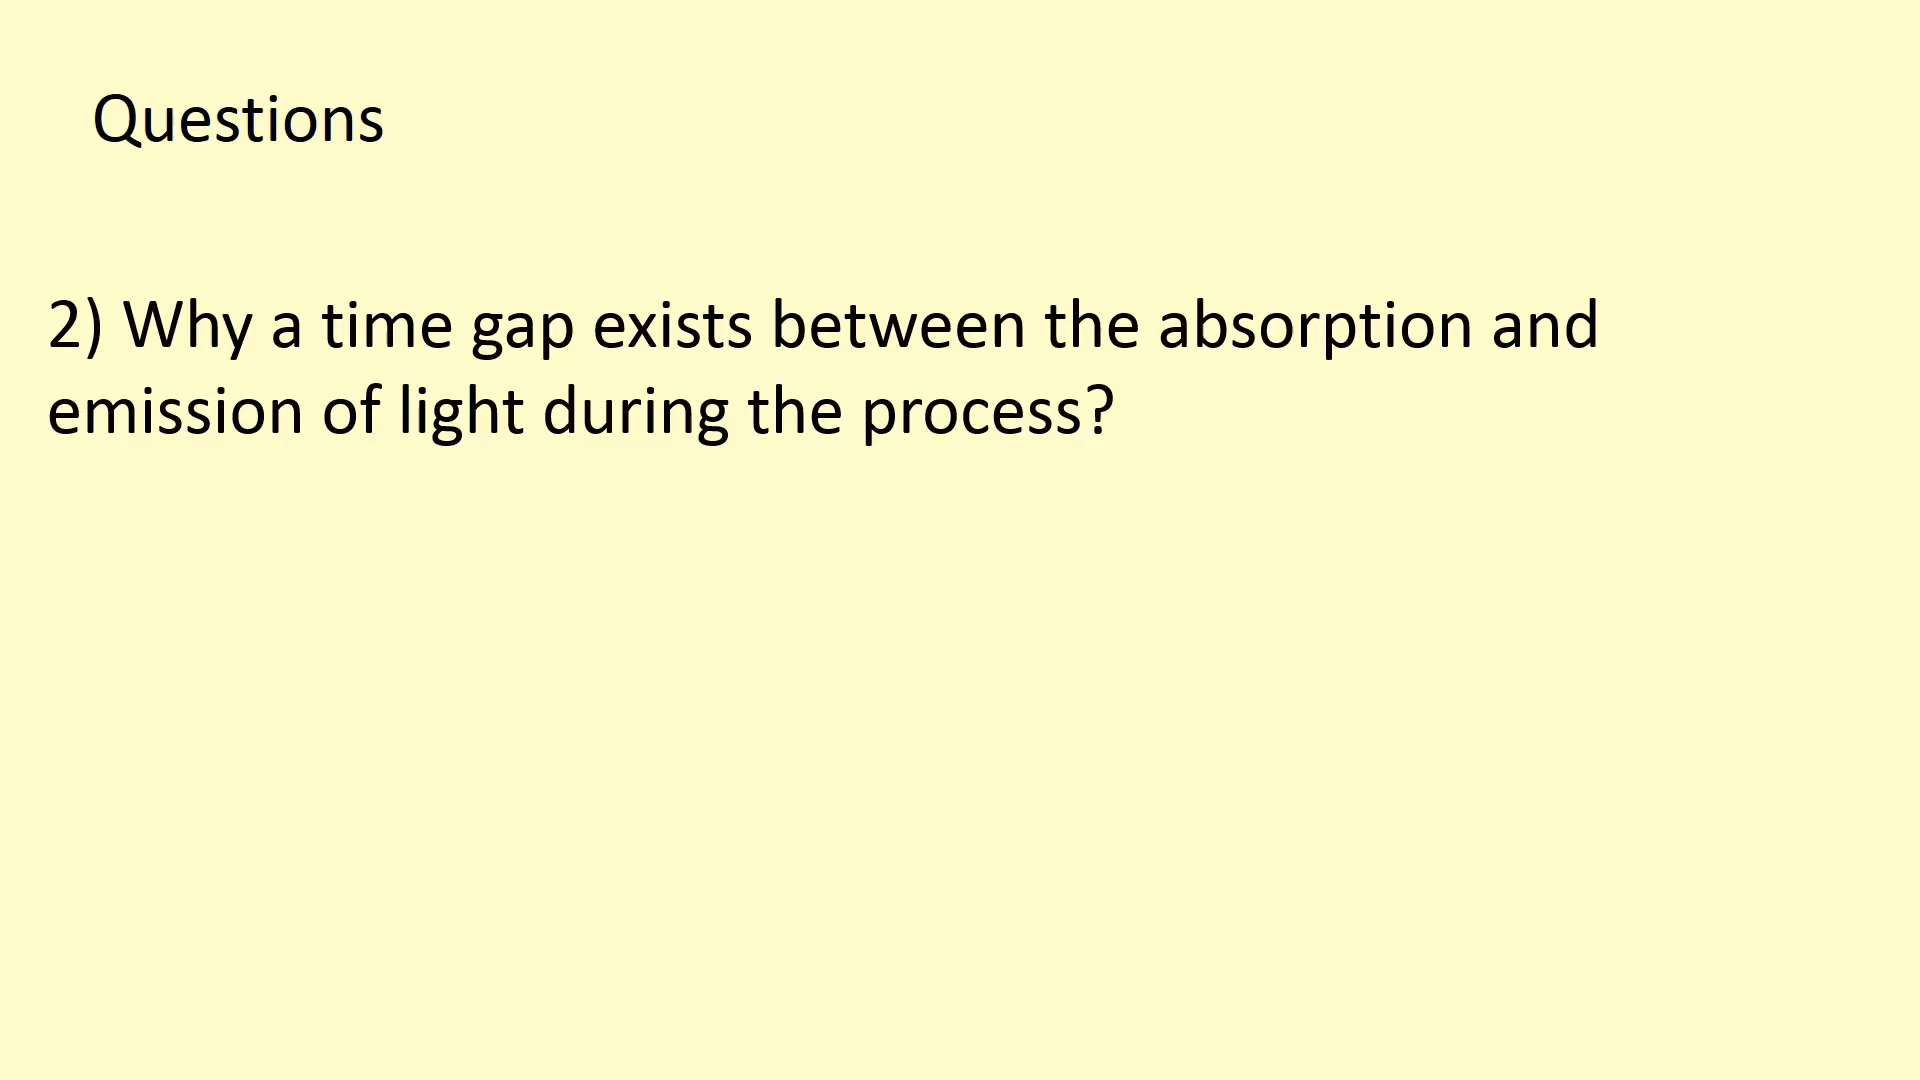 Questions
2) Why a time gap exists between the absorption and
emission of light during the process?